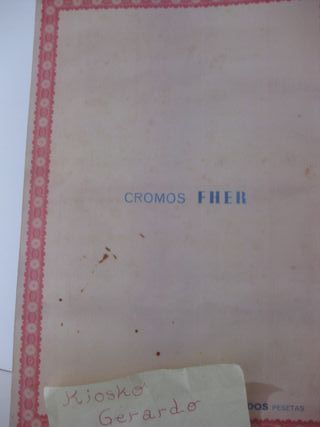 CROMOS FHER
DOS PESETAS
Kiosko
Gerardo